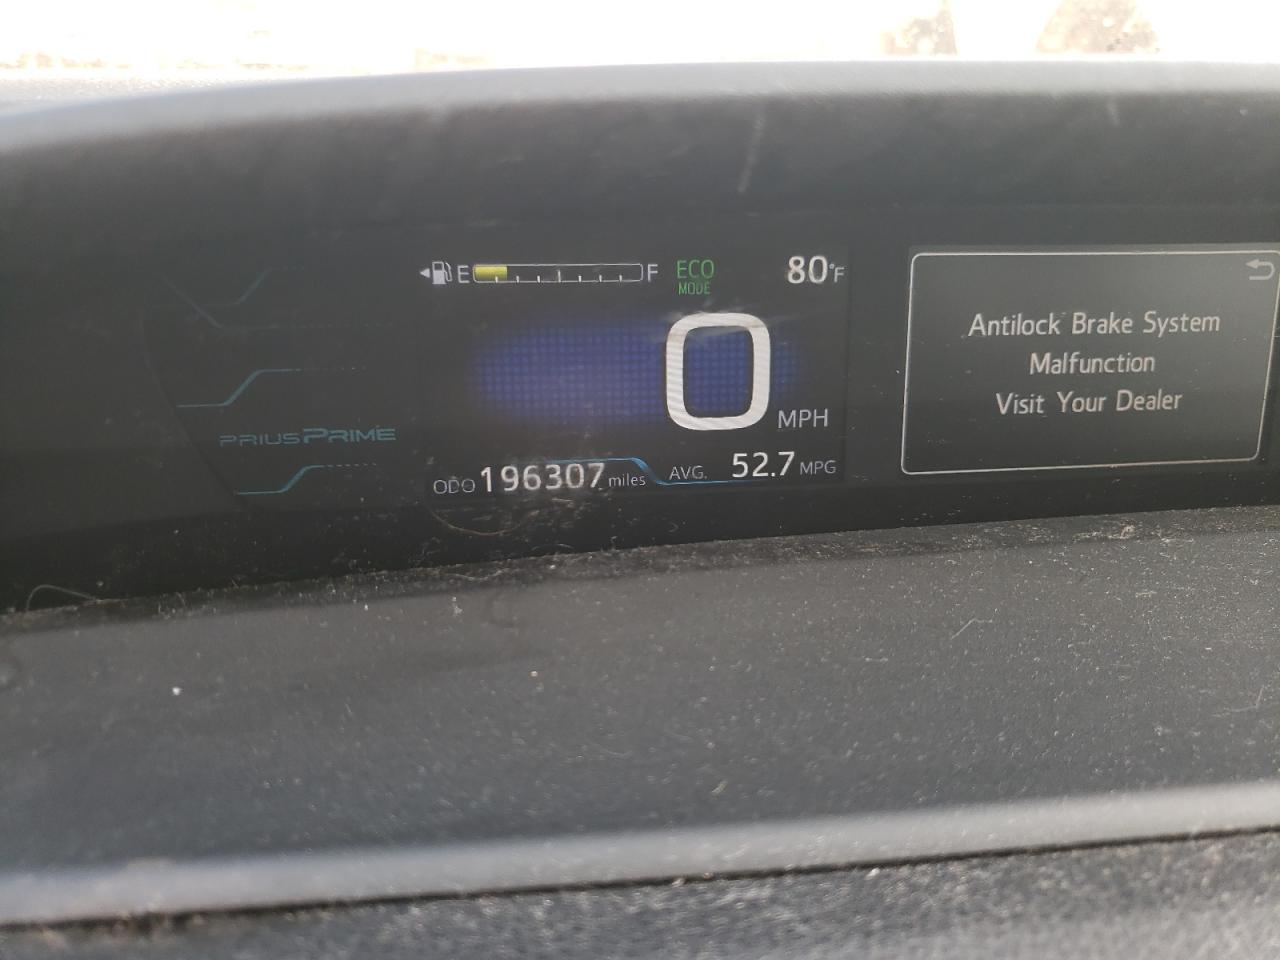 E F ECO MODE 80°F
0 MPH
PRIUS PRIME
ODO 196307 miles AVG. 52.7 MPG
Antilock Brake System
Malfunction
Visit Your Dealer